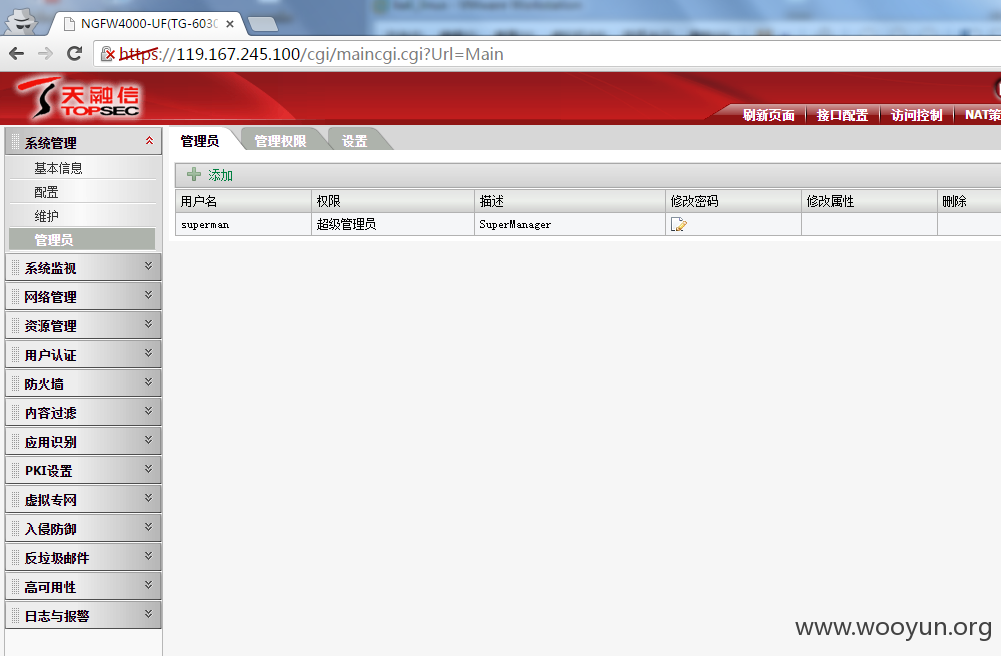 NGFW4000-UF(TG-603C
https://119.167.245.100/cgi/maincgi.cgi?Url=Main
天融信
TOPSEC
刷新页面 接口配置 访问控制 NAT策
系统管理
基本信息
配置
维护
管理员
系统监视
网络管理
资源管理
用户认证
防火墙
内容过滤
应用识别
PKI设置
虚拟专网
入侵防御
反垃圾邮件
高可用性
日志与报警
管理员 管理权限 设置
添加
用户名 权限 描述 修改密码 修改属性 删除
superman 超级管理员 SuperManager
www.wooyun.org